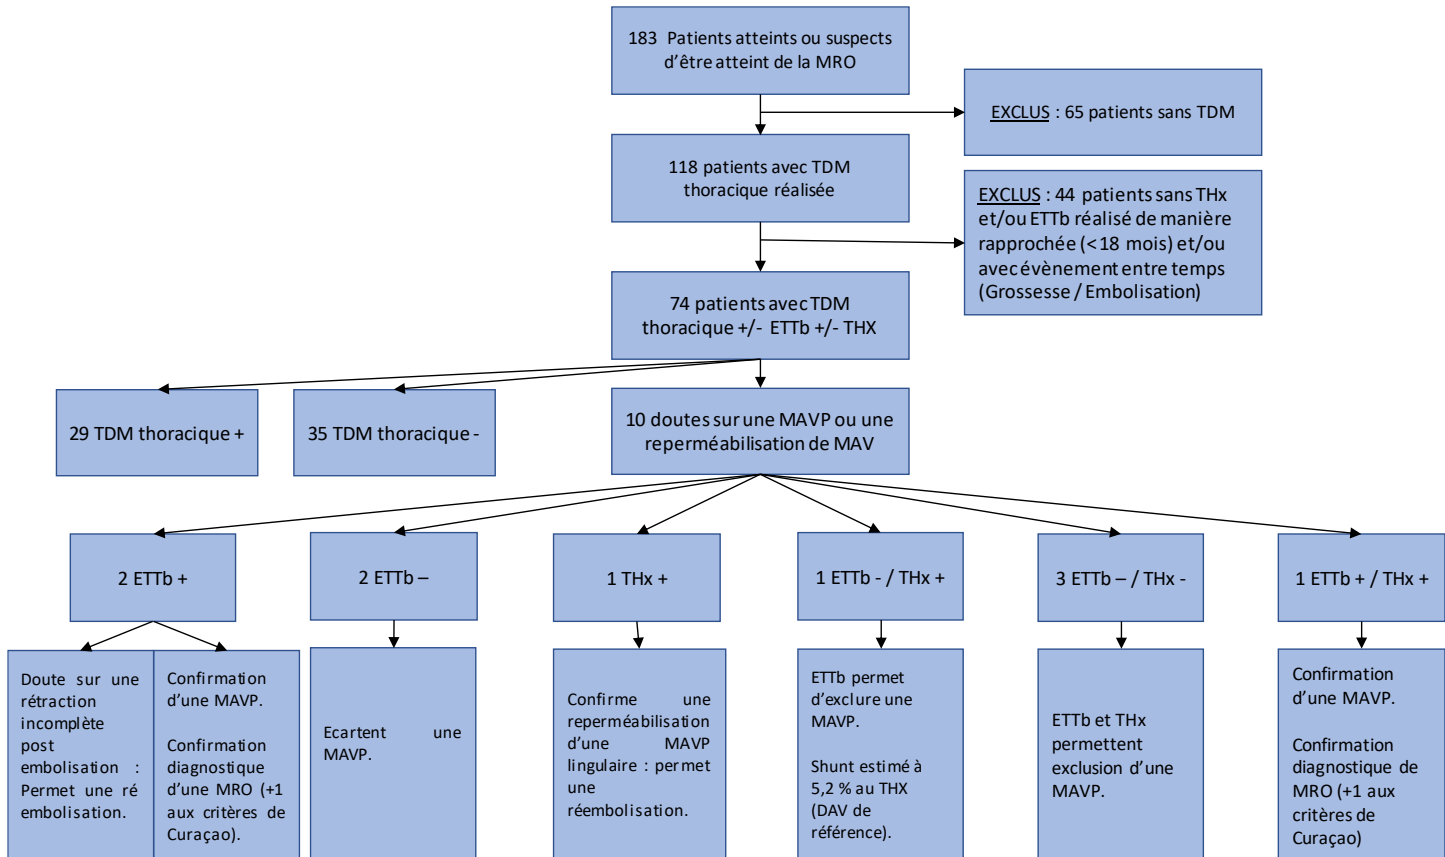 183 Patients atteints ou suspects
d'être atteint de la MRO
EXCLUS : 65 patients sans TDM
118 patients avec TDM
thoracique réalisée
EXCLUS : 44 patients sans THx
et/ou ETTb réalisé de manière
rapprochée (<18 mois) et/ou
avec évènement entre temps
(Grossesse / Embolisation)
74 patients avec TDM
thoracique +/- ETTb +/- THX
29 TDM thoracique +
35 TDM thoracique -
10 doutes sur une MAVP ou une
reperméabilisation de MAV
2 ETTb +
2 ETTb –
1 THx +
1 ETTb - / THx +
3 ETTb – / THx -
1 ETTb + / THx +
Doute sur une
rétraction
incomplète
post
embolisation :
Permet une ré
embolisation.
Confirmation
d'une MAVP.
Confirmation
diagnostique
d'une MRO (+1
aux critères de
Curaçao).
Ecartent une
MAVP.
Confirme une
reperméabilisation
d'une MAVP
lingulaire : permet
une
réembolisation.
ETTb permet
d'exclure une
MAVP.
Shunt estimé à
5,2 % au THX
(DAV de
référence).
ETTb et THx
permettent
exclusion d'une
MAVP.
Confirmation
d'une MAVP.
Confirmation
diagnostique de
MRO (+1 aux
critères de
Curaçao)